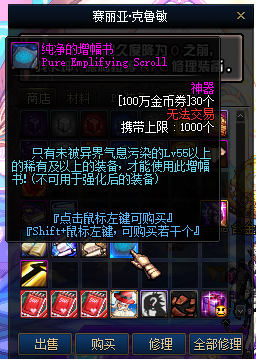 赛丽亚·克鲁敏
纯净的增幅书
Pure Emplifying Scroll
神器
[100万金币券]30个
无法交易
携带上限：1000个
只有未被异界气息污染的Lv55以上
的稀有及以上的装备，才能使用此增幅
书!(不可用于强化后的装备)
『点击鼠标左键可购买』
『Shift+鼠标左键，可购买若干个』
出售 购买 修理 全部修理